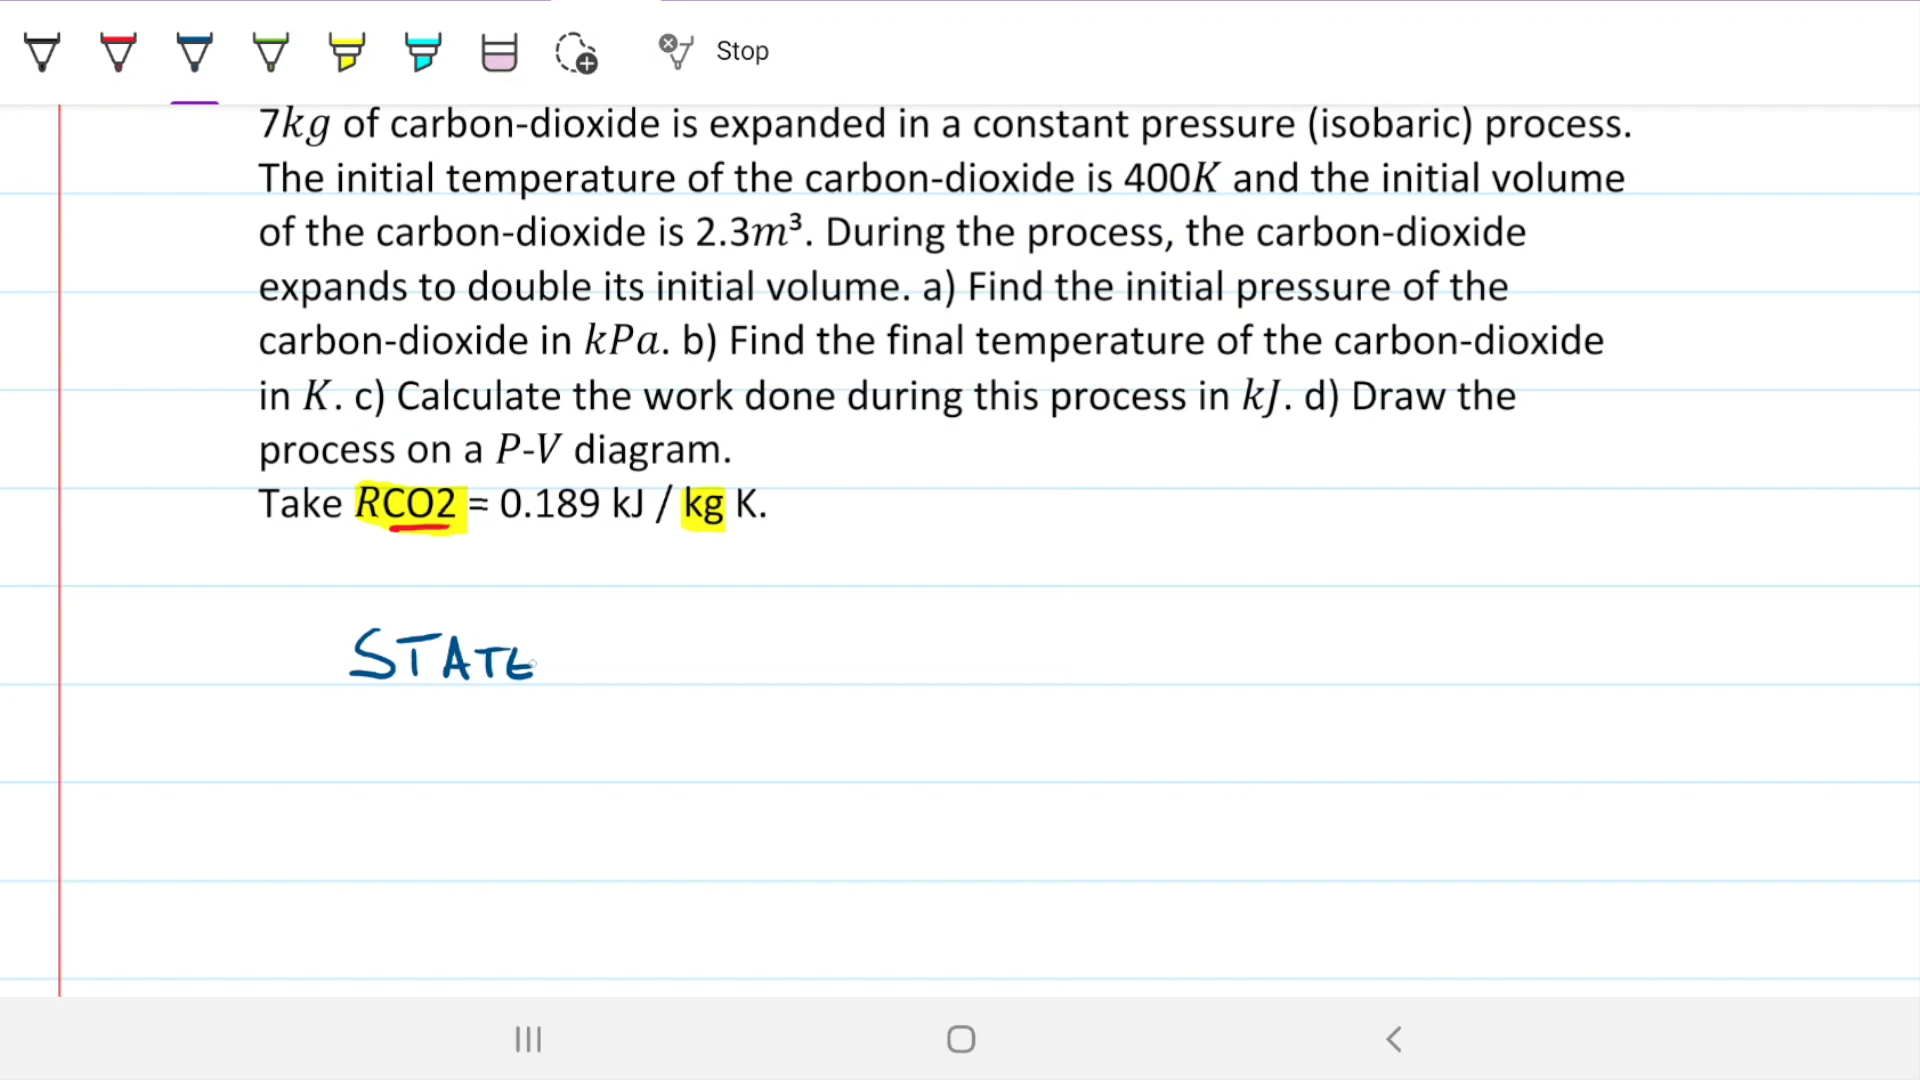 Stop
7kg of carbon-dioxide is expanded in a constant pressure (isobaric) process.
The initial temperature of the carbon-dioxide is 400K and the initial volume
of the carbon-dioxide is 2.3m³. During the process, the carbon-dioxide
expands to double its initial volume. a) Find the initial pressure of the
carbon-dioxide in kPa. b) Find the final temperature of the carbon-dioxide
in K. c) Calculate the work done during this process in kJ. d) Draw the
process on a P-V diagram.
Take RCO2 = 0.189 kJ / kg K.
STATE